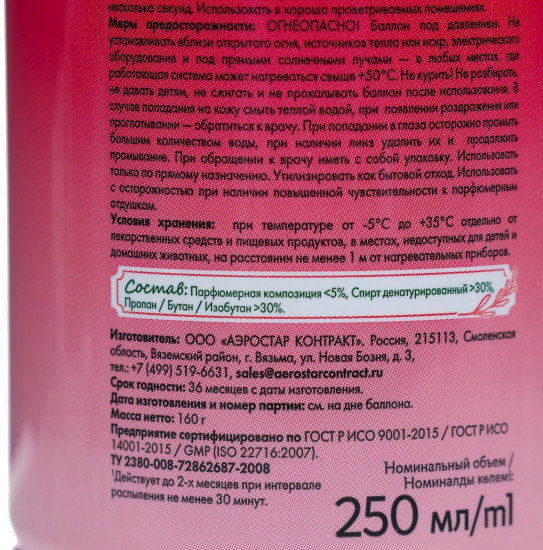 несколько секунд. Использовать в хорошо проветриваемых помещениях.
Меры предосторожности: ОГНЕОПАСНО! Баллон под давлением. Не
устанавливать вблизи открытого огня, источников тепла или искр, электрического
оборудования и под прямыми солнечными лучами — в любых местах, где
работающая система может нагреваться свыше +50°С. Не курить! Не разбирать,
не давать детям, не сжигать и не прокалывать баллон после использования. В
случае попадания на кожу смыть теплой водой, при появлении раздражения или
проглатывании – обратиться к врачу. При попадании в глаза осторожно промыть
большим количеством воды, при наличии линз удалить их и продолжить
промывание. При обращении к врачу иметь с собой упаковку. Использовать
только по прямому назначению. Утилизировать как бытовой отход. Использовать
с осторожностью при наличии повышенной чувствительности к парфюмерным
отдушкам.
Условия хранения: при температуре от -5°С до +35°С отдельно от
лекарственных средств и пищевых продуктов, в местах, недоступных для детей и
домашних животных, на расстоянии не менее 1 м от нагревательных приборов.
Состав: Парфюмерная композиция <5%, Спирт денатурированный >30%,
Пропан / Бутан / Изобутан >30%.
Изготовитель: ООО «АЭРОСТАР КОНТРАКТ». Россия, 215113, Смоленская
область, Вяземский район, г. Вязьма, ул. Новая Бозня, д. 3,
тел.: +7 (499) 519-6631, sales@aerostarcontract.ru
Срок годности: 36 месяцев с даты изготовления.
Дата изготовления и номер партии: см. на дне баллона.
Масса нетто: 160 г
Предприятие сертифицировано по ГОСТ Р ИСО 9001-2015 / ГОСТ Р ИСО
14001-2015 / GMP (ISO 22716:2007).
ТУ 2380-008-72862687-2008
¹Действует до 2-х месяцев при интервале
распыления не менее 30 минут.
Номинальный объем /
Номиналды көлемі:
250 мл/ml